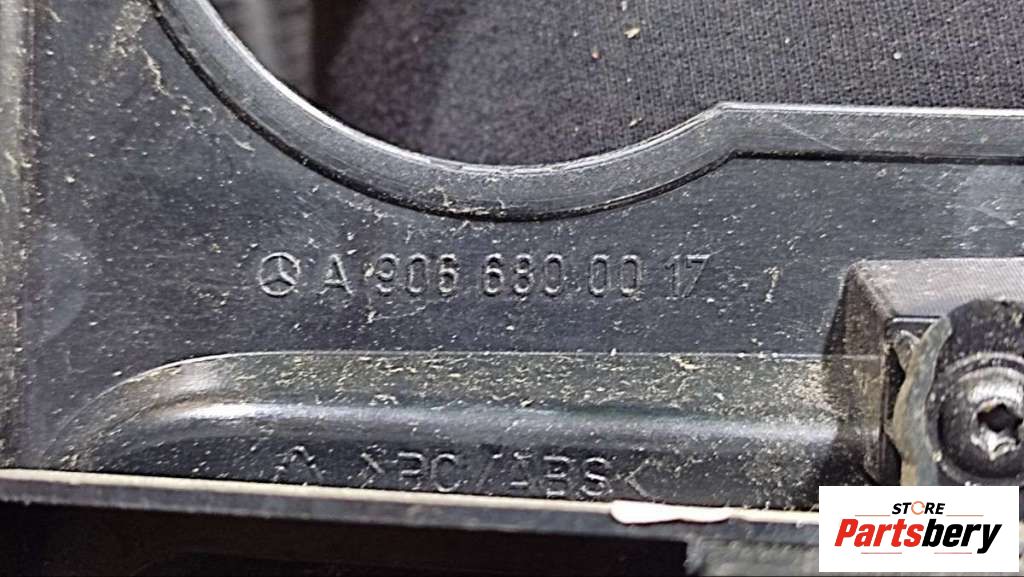 A 906 680 00 17
>PC/ABS<
STORE
Partsbery